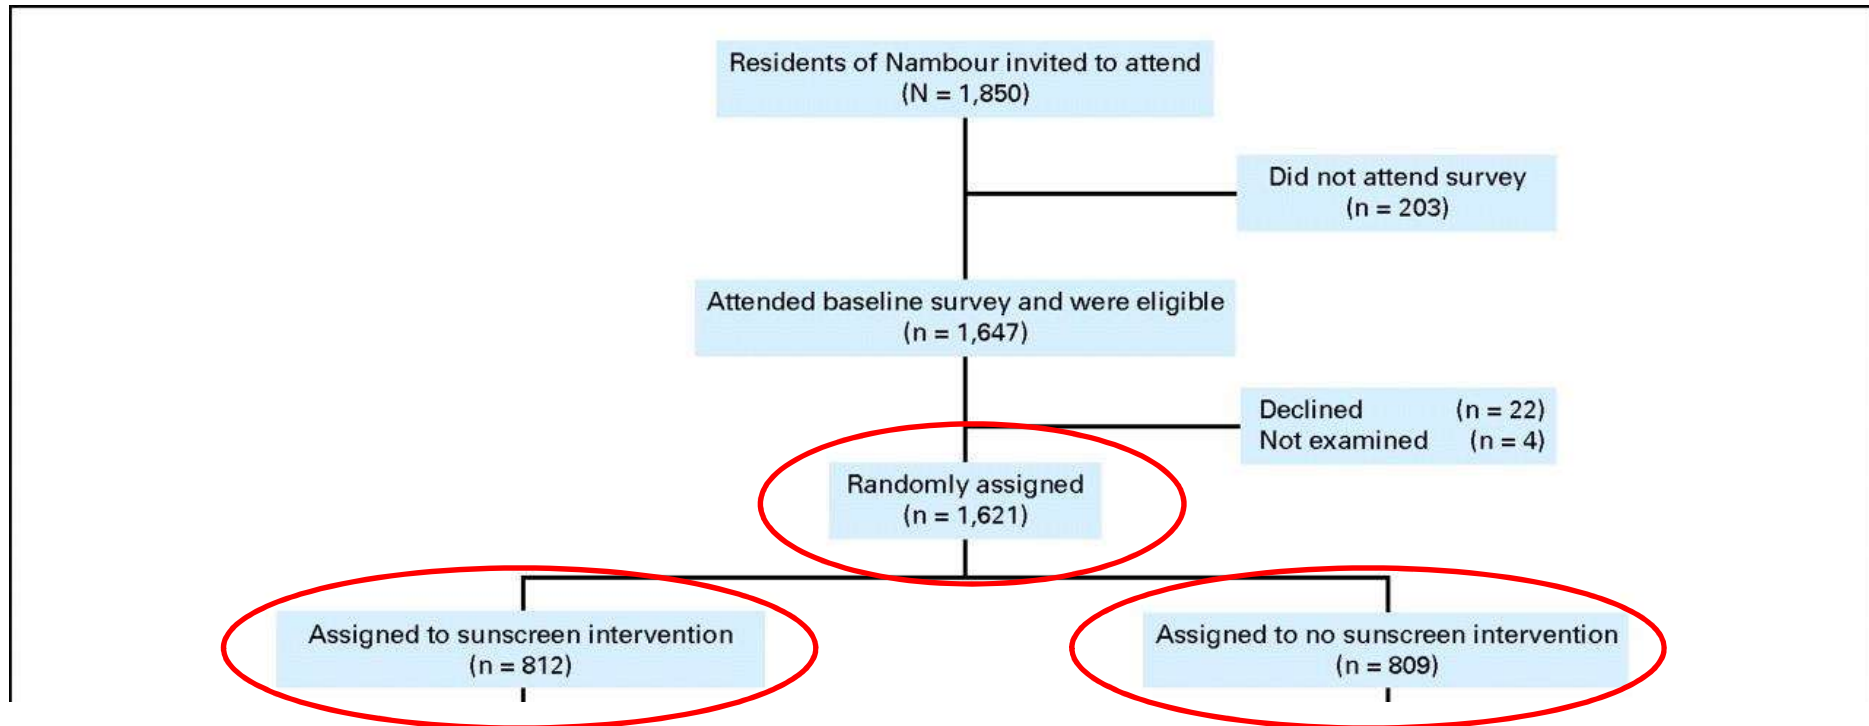 Residents of Nambour invited to attend
(N = 1,850)
Did not attend survey
(n = 203)
Attended baseline survey and were eligible
(n = 1,647)
Declined (n = 22)
Not examined (n = 4)
Randomly assigned
(n = 1,621)
Assigned to sunscreen intervention
(n = 812)
Assigned to no sunscreen intervention
(n = 809)